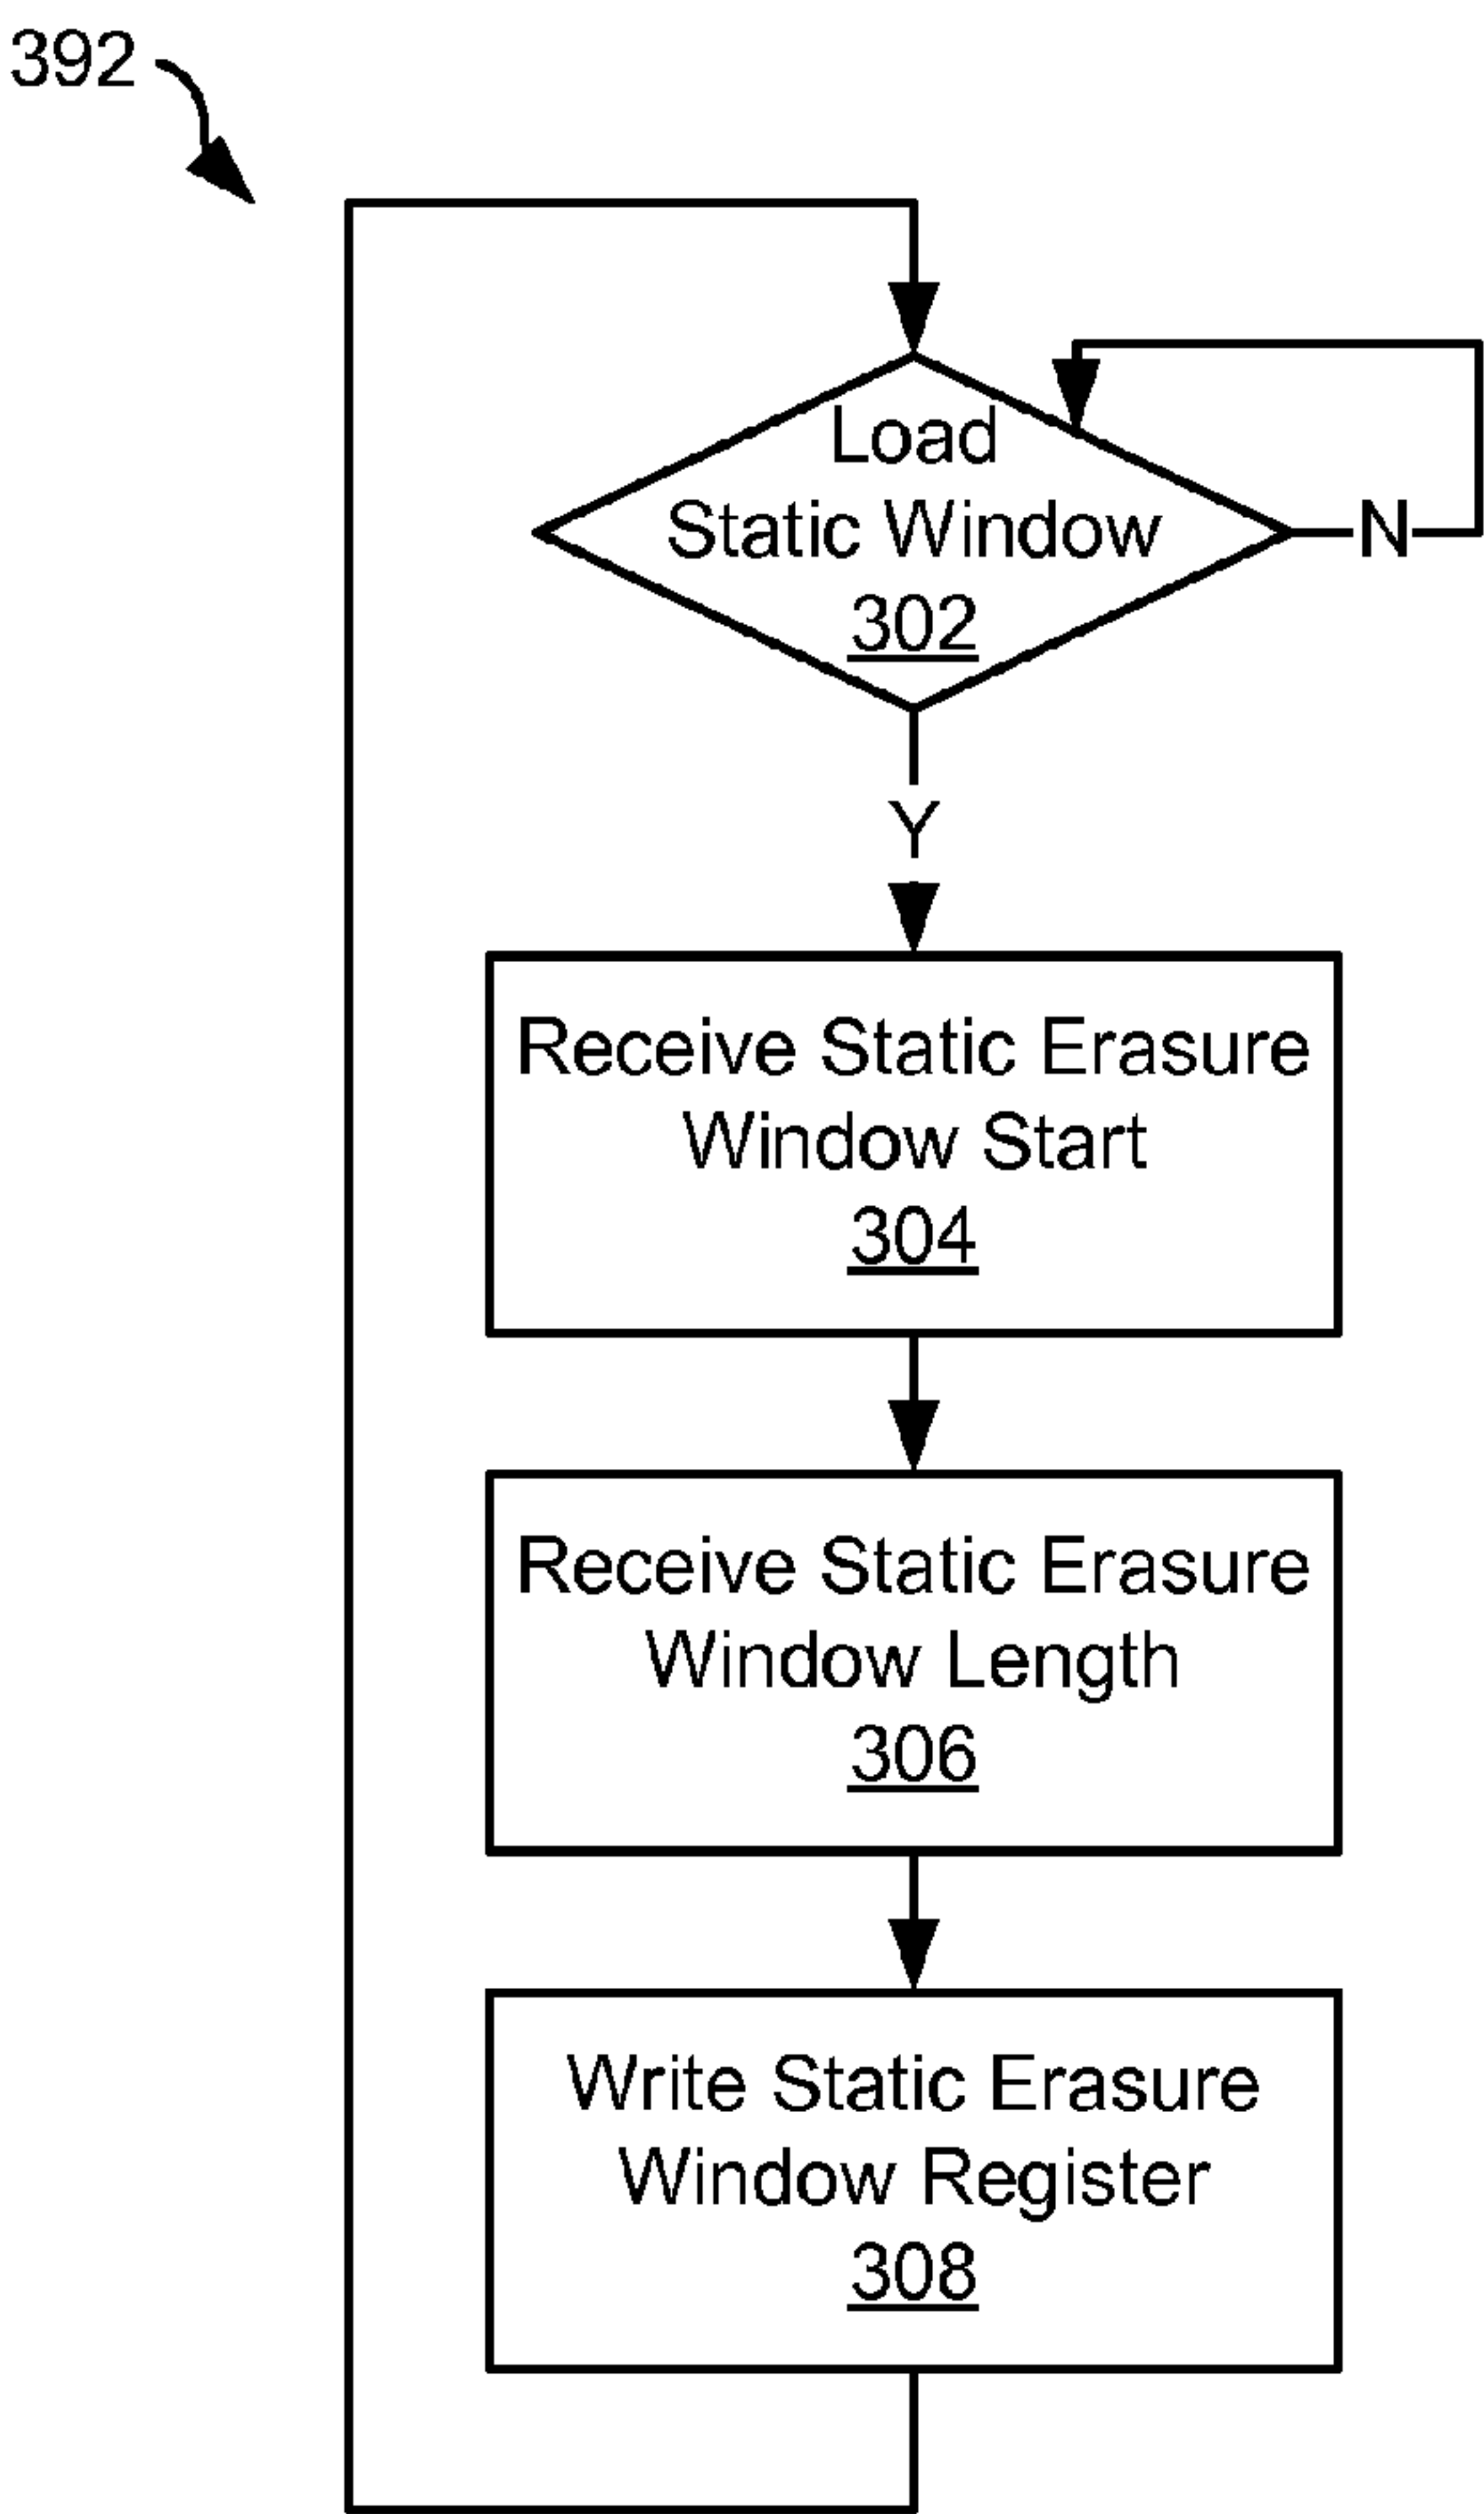 392
Load
Static Window
302
N
Y
Receive Static Erasure
Window Start
304
Receive Static Erasure
Window Length
306
Write Static Erasure
Window Register
308